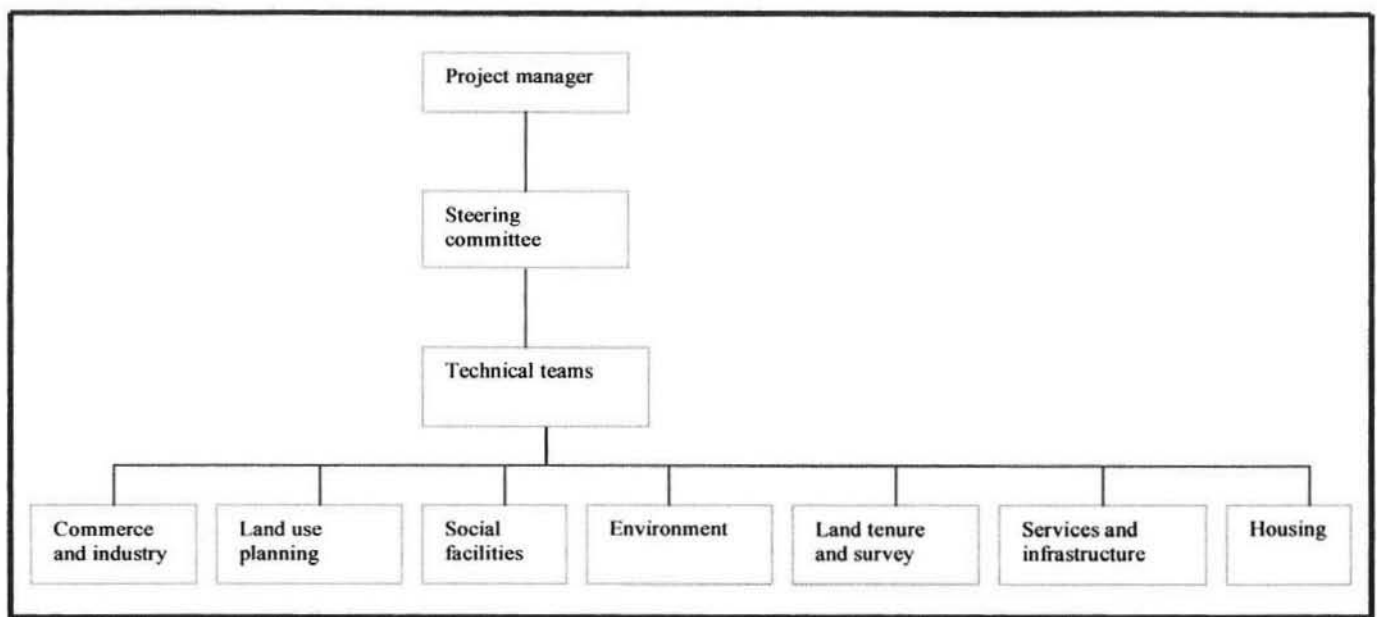 Project manager
Steering
committee
Technical teams
Commerce
and industry
Land use
planning
Social
facilities
Environment
Land tenure
and survey
Services and
infrastructure
Housing